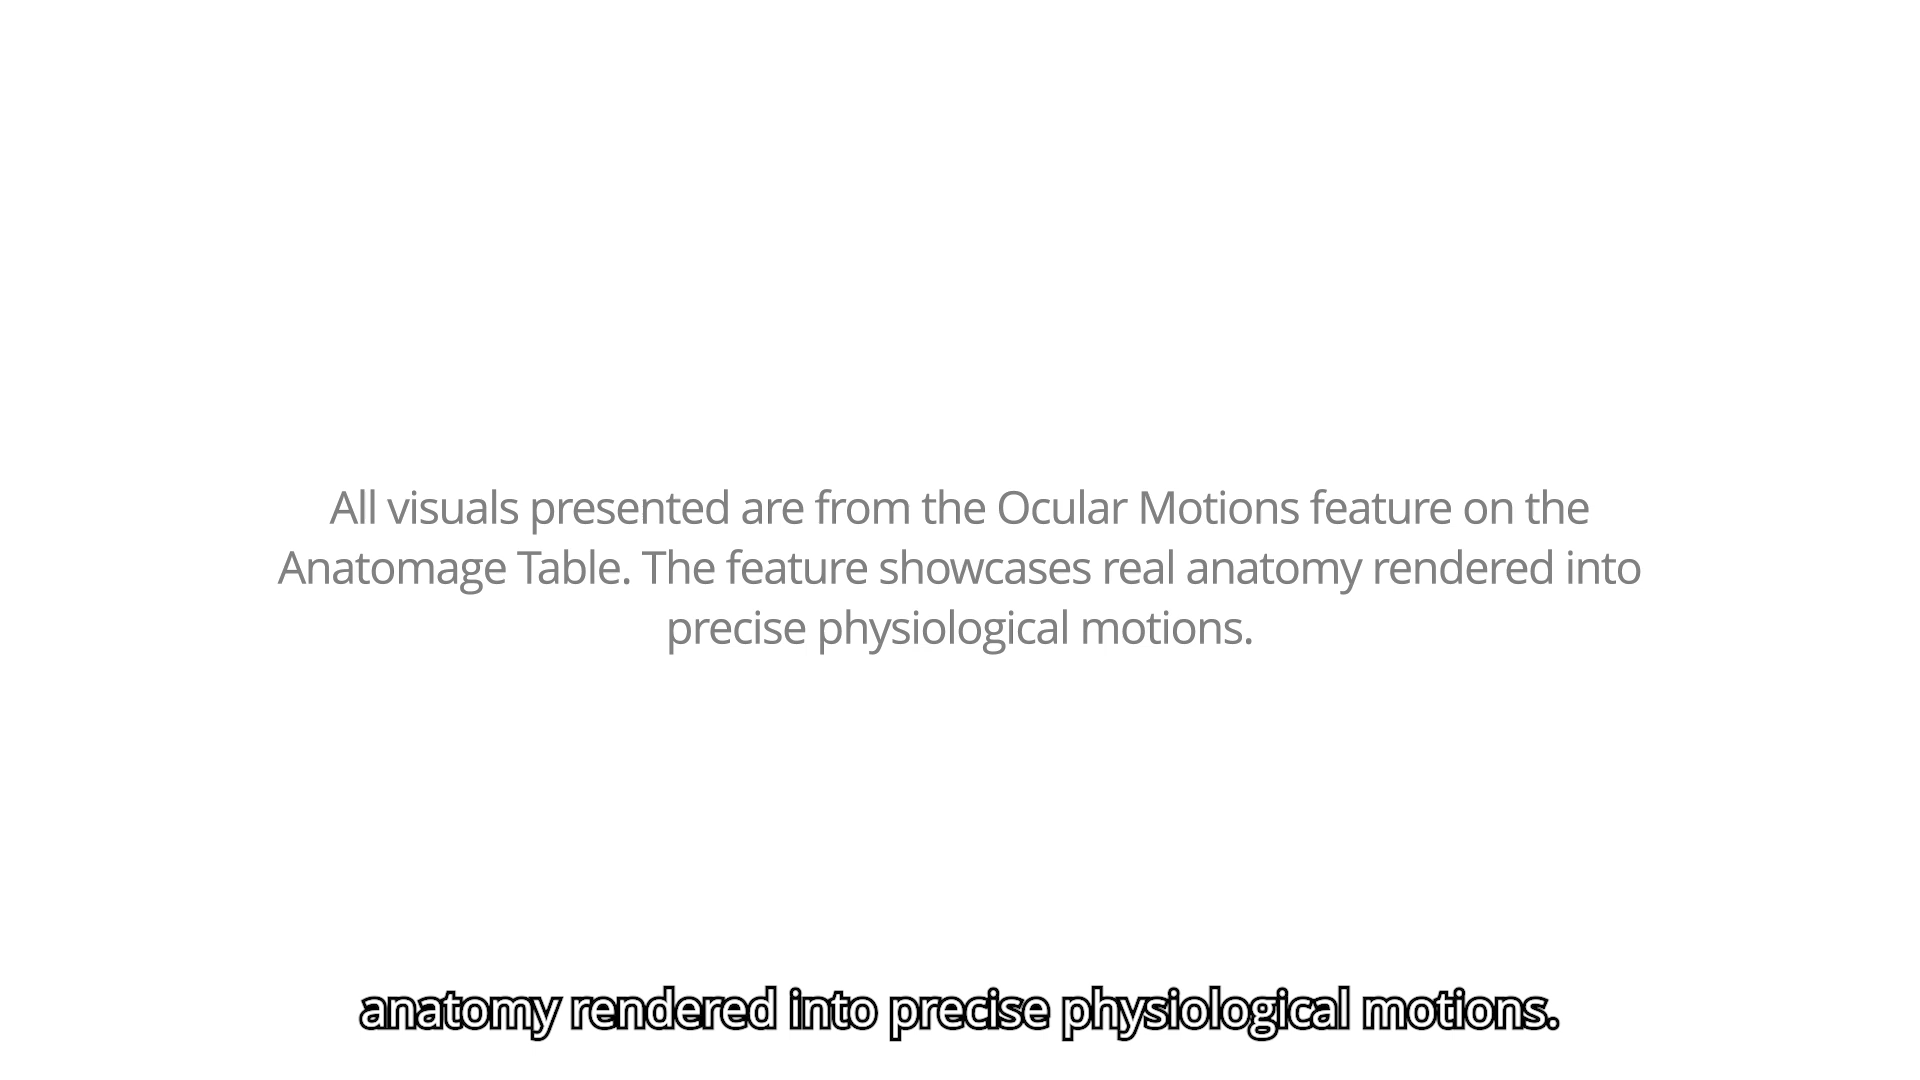 All visuals presented are from the Ocular Motions feature on the
Anatomage Table. The feature showcases real anatomy rendered into
precise physiological motions.
anatomy rendered into precise physiological motions.